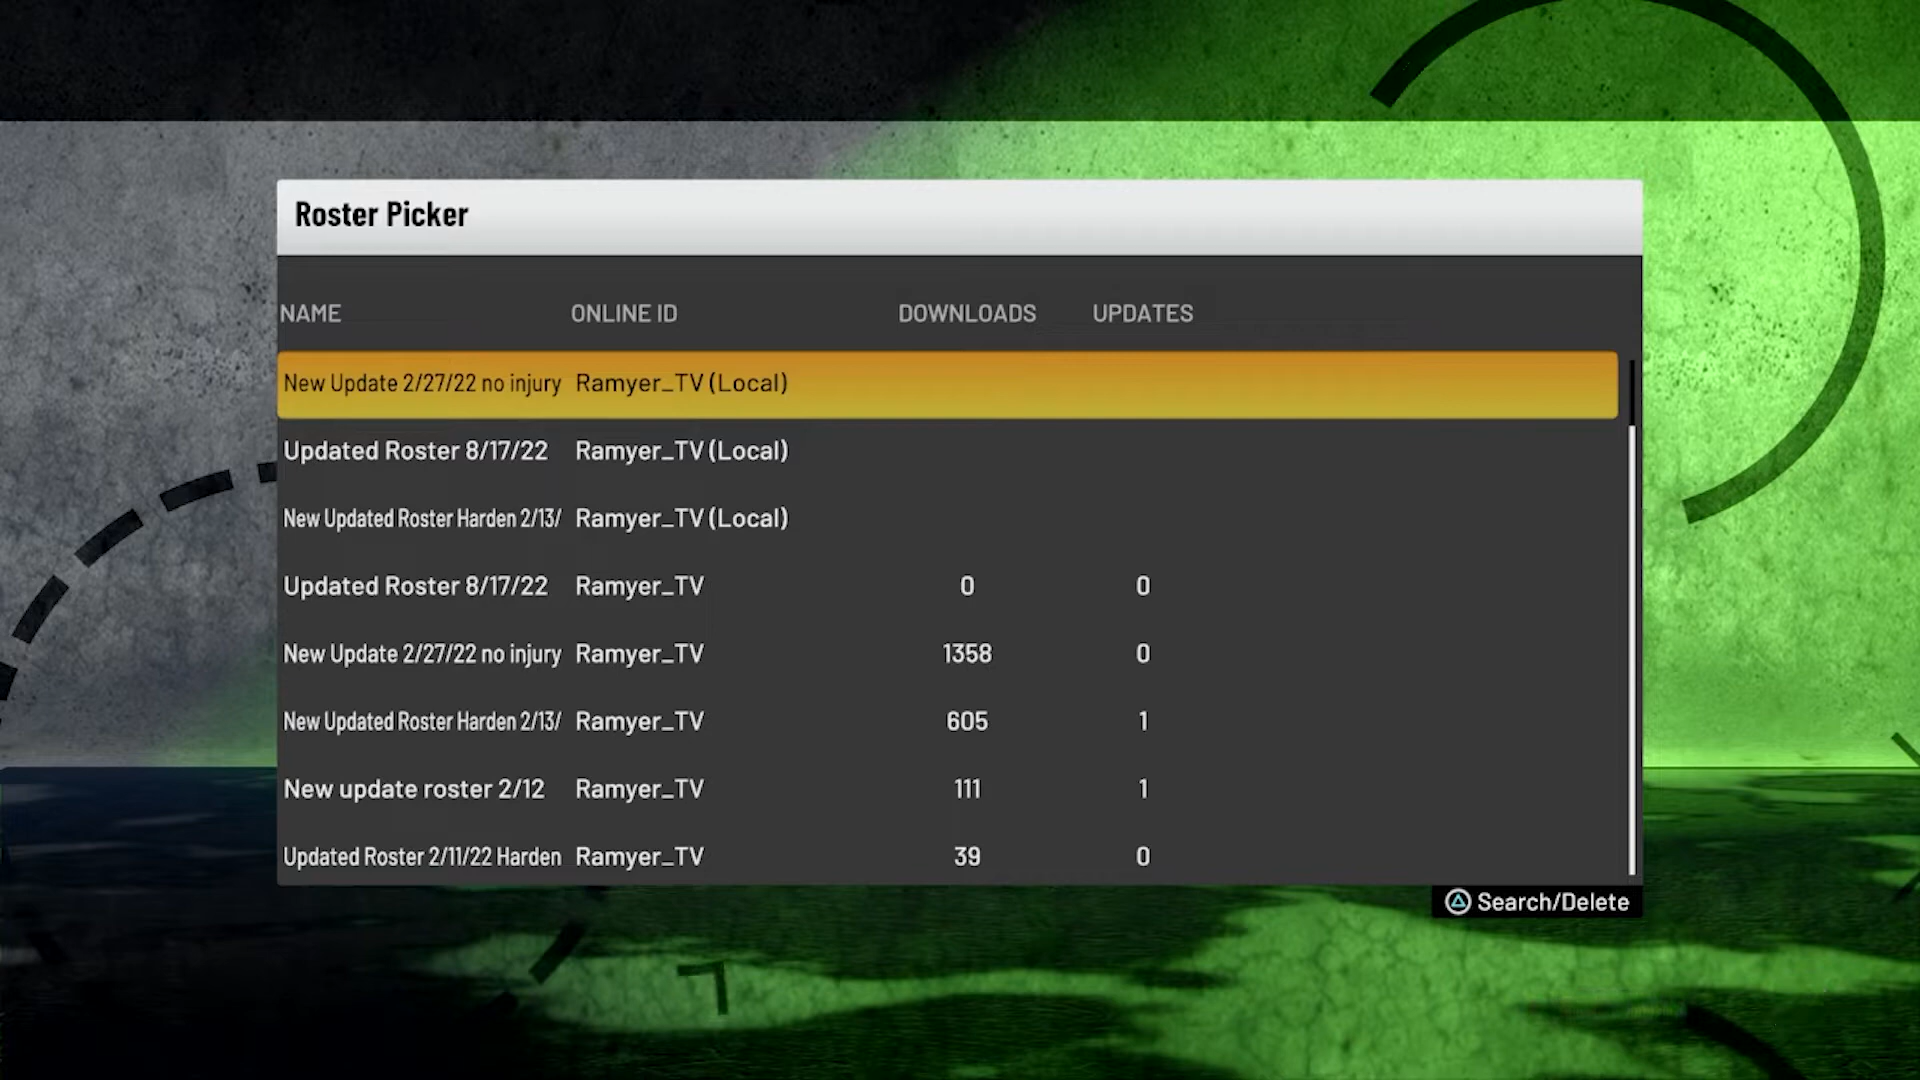 Roster Picker
NAME ONLINE ID DOWNLOADS UPDATES
New Update 2/27/22 no injury Ramyer_TV (Local)
Updated Roster 8/17/22 Ramyer_TV (Local)
New Updated Roster Harden 2/13/ Ramyer_TV (Local)
Updated Roster 8/17/22 Ramyer_TV 0 0
New Update 2/27/22 no injury Ramyer_TV 1358 0
New Updated Roster Harden 2/13/ Ramyer_TV 605 1
New update roster 2/12 Ramyer_TV 111 1
Updated Roster 2/11/22 Harden Ramyer_TV 39 0
Search/Delete